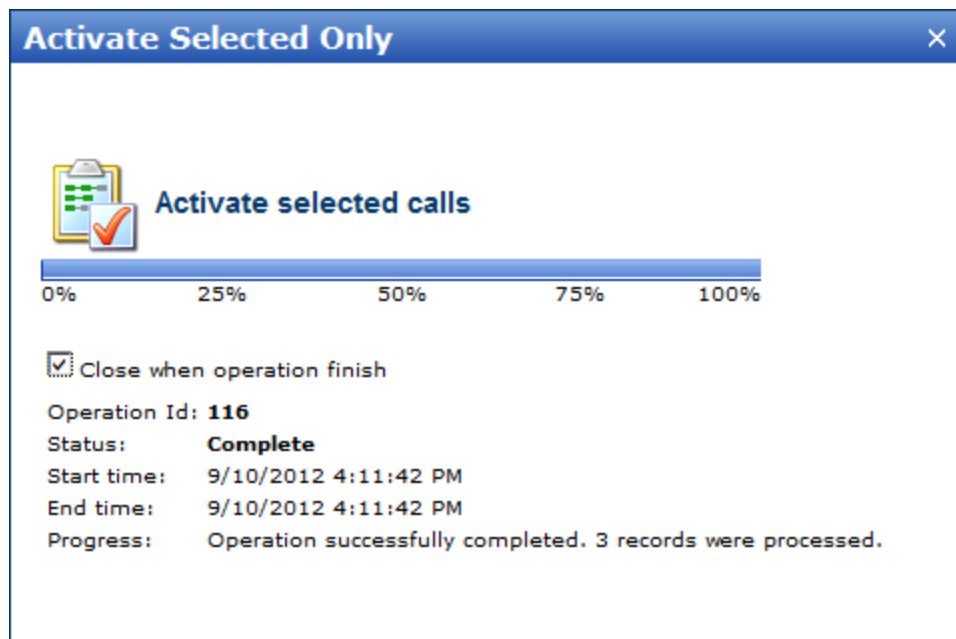 Activate Selected Only
Activate selected calls
0% 25% 50% 75% 100%
Close when operation finish
Operation Id: 116
Status: Complete
Start time: 9/10/2012 4:11:42 PM
End time: 9/10/2012 4:11:42 PM
Progress: Operation successfully completed. 3 records were processed.